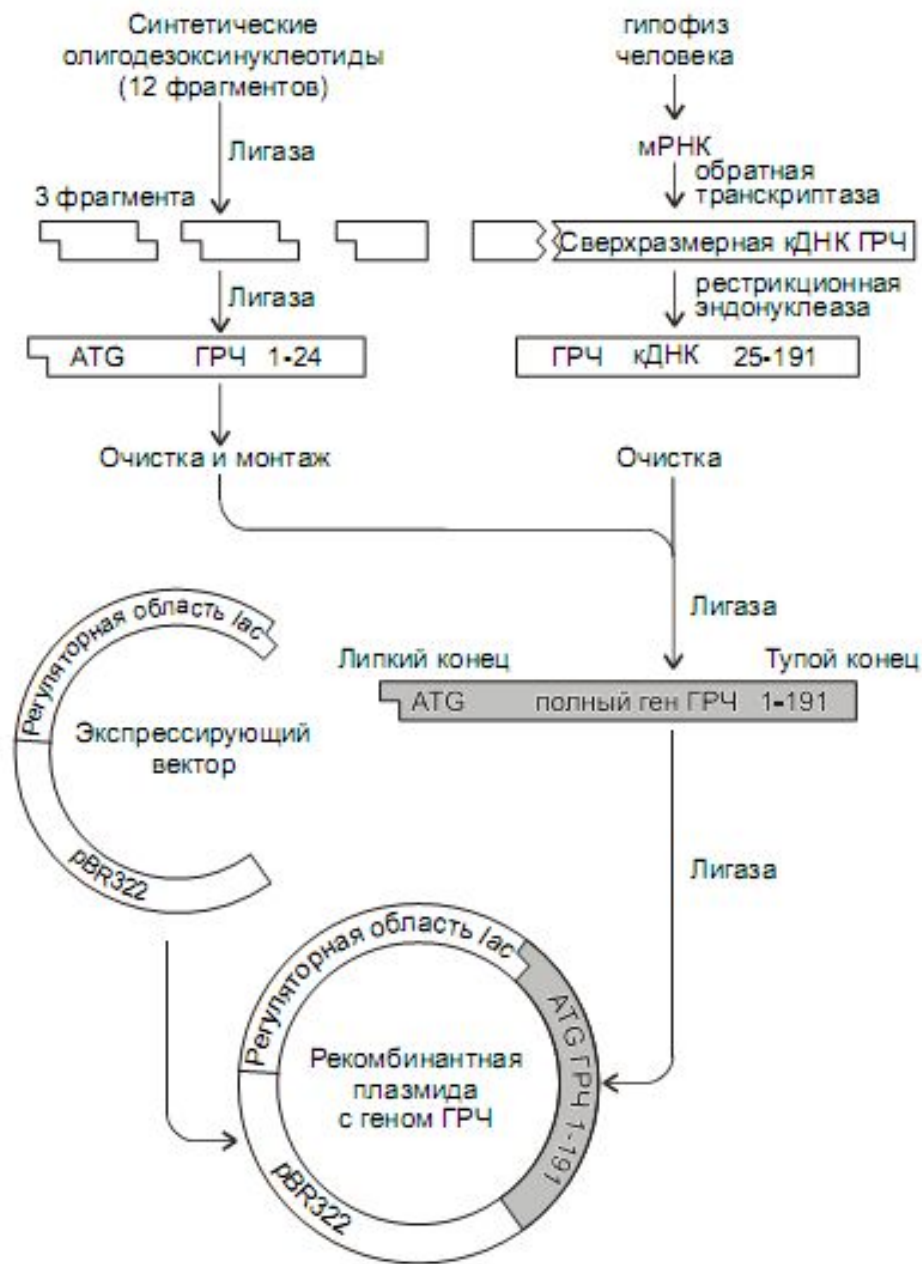 Синтетические
олигодезоксинуклеотиды
(12 фрагментов)
Лигаза
3 фрагмента
Лигаза
ATG ГРЧ 1-24
Очистка и монтаж
гипофиз
человека
мРНК
обратная
транскриптаза
Сверхразмерная кДНК ГРЧ
рестрикционная
эндонуклеаза
ГРЧ кДНК 25-191
Очистка
Лигаза
Липкий конец
Тупой конец
ATG полный ген ГРЧ 1-191
Регуляторная область lac
Экспрессирующий
вектор
pBR322
Лигаза
Регуляторная область lac
ATG ГРЧ 1-191
Рекомбинантная
плазмида
с геном ГРЧ
pBR322